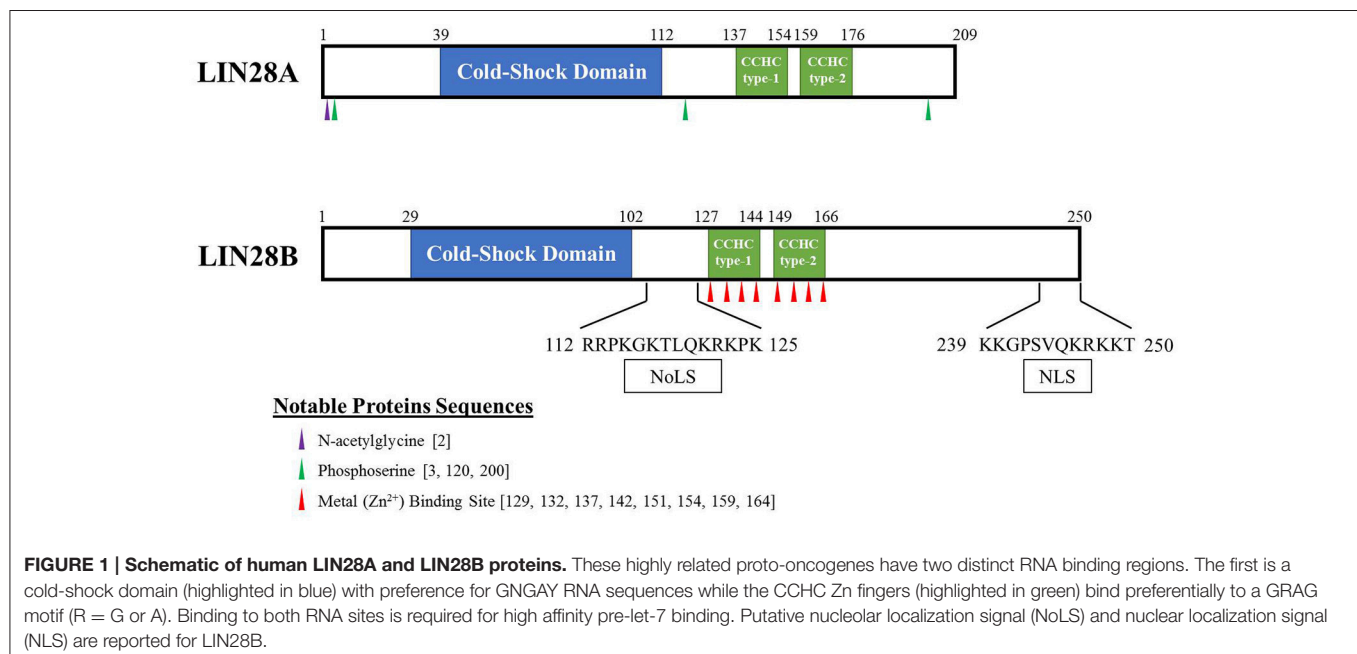 1 39 112 137 154 159 176 209
LIN28A
Cold-Shock Domain
CCHC type-1
CCHC type-2
1 29 102 127 144 149 166 250
LIN28B
Cold-Shock Domain
CCHC type-1
CCHC type-2
112 RRPKGKTLQKRKPK 125
239 KKGPSVQKRKKT 250
NoLS
NLS
Notable Proteins Sequences
N-acetylglycine [2]
Phosphoserine [3, 120, 200]
Metal (Zn²⁺) Binding Site [129, 132, 137, 142, 151, 154, 159, 164]
FIGURE 1 | Schematic of human LIN28A and LIN28B proteins. These highly related proto-oncogenes have two distinct RNA binding regions. The first is a
cold-shock domain (highlighted in blue) with preference for GNGAY RNA sequences while the CCHC Zn fingers (highlighted in green) bind preferentially to a GRAG
motif (R = G or A). Binding to both RNA sites is required for high affinity pre-let-7 binding. Putative nucleolar localization signal (NoLS) and nuclear localization signal
(NLS) are reported for LIN28B.